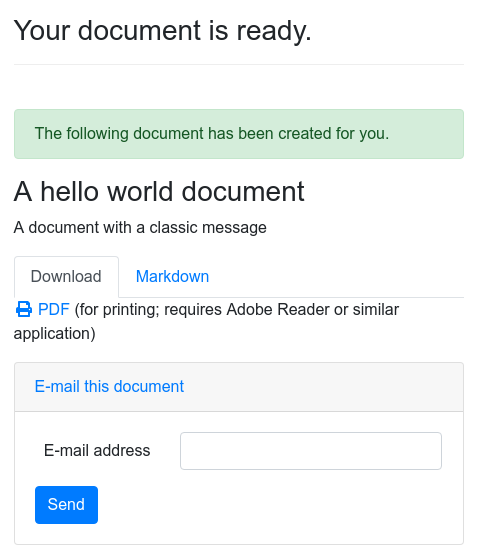 Your document is ready.
The following document has been created for you.
A hello world document
A document with a classic message
Download
Markdown
PDF (for printing; requires Adobe Reader or similar
application)
E-mail this document
E-mail address
Send